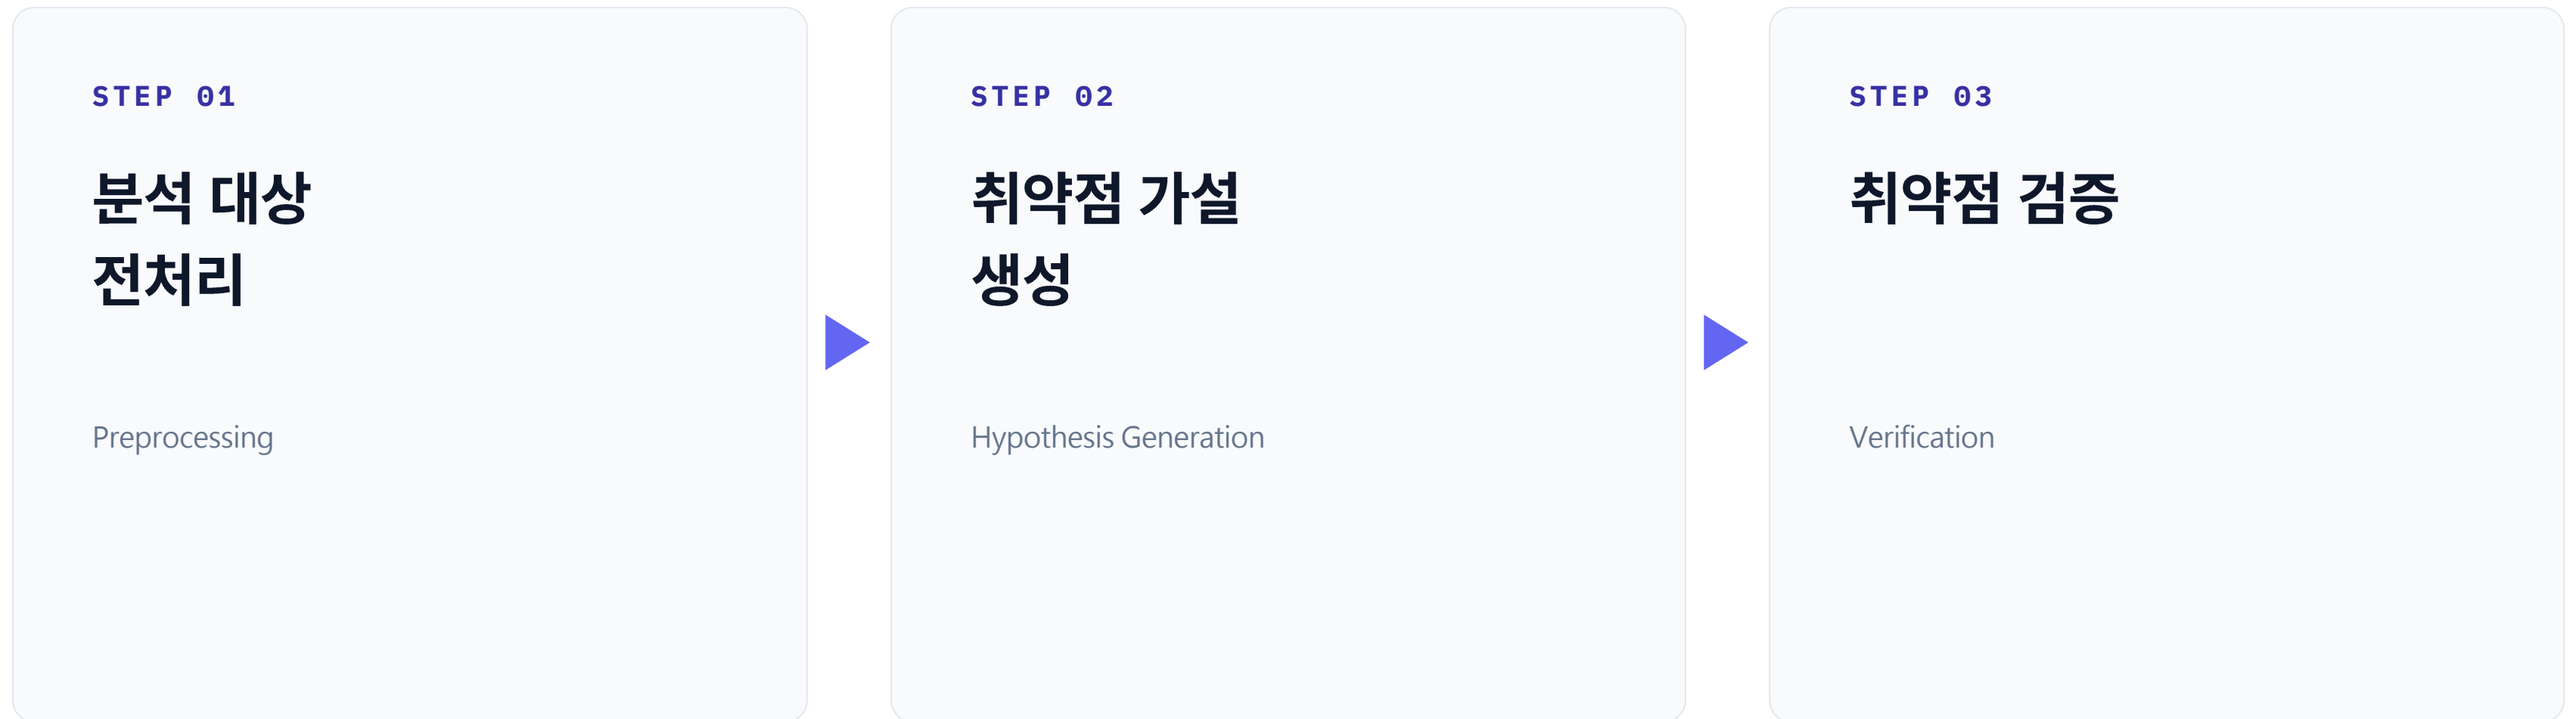 STEP 01
분석 대상
전처리
Preprocessing
STEP 02
취약점 가설
생성
Hypothesis Generation
STEP 03
취약점 검증
Verification